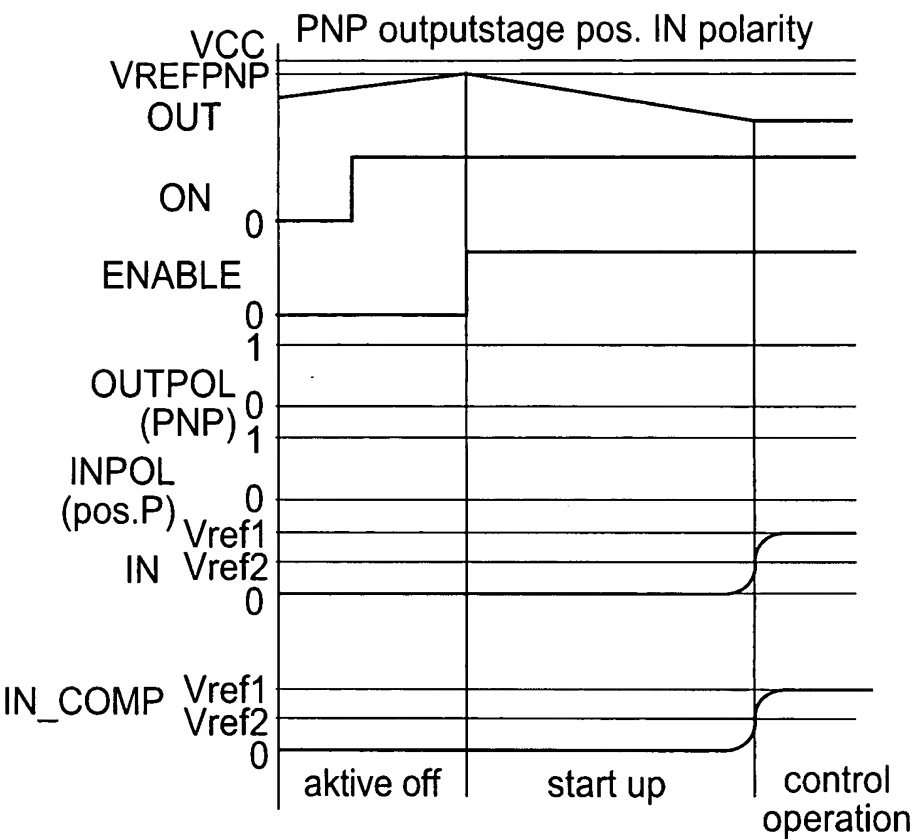 PNP outputstage pos. IN polarity
VCC
VREFPNP
OUT
ON
0
ENABLE
0
1
OUTPOL
0
(PNP)
1
INPOL
0
(pos.P)
Vref1
IN Vref2
0
IN_COMP Vref1
Vref2
0
aktive off
start up
control
operation